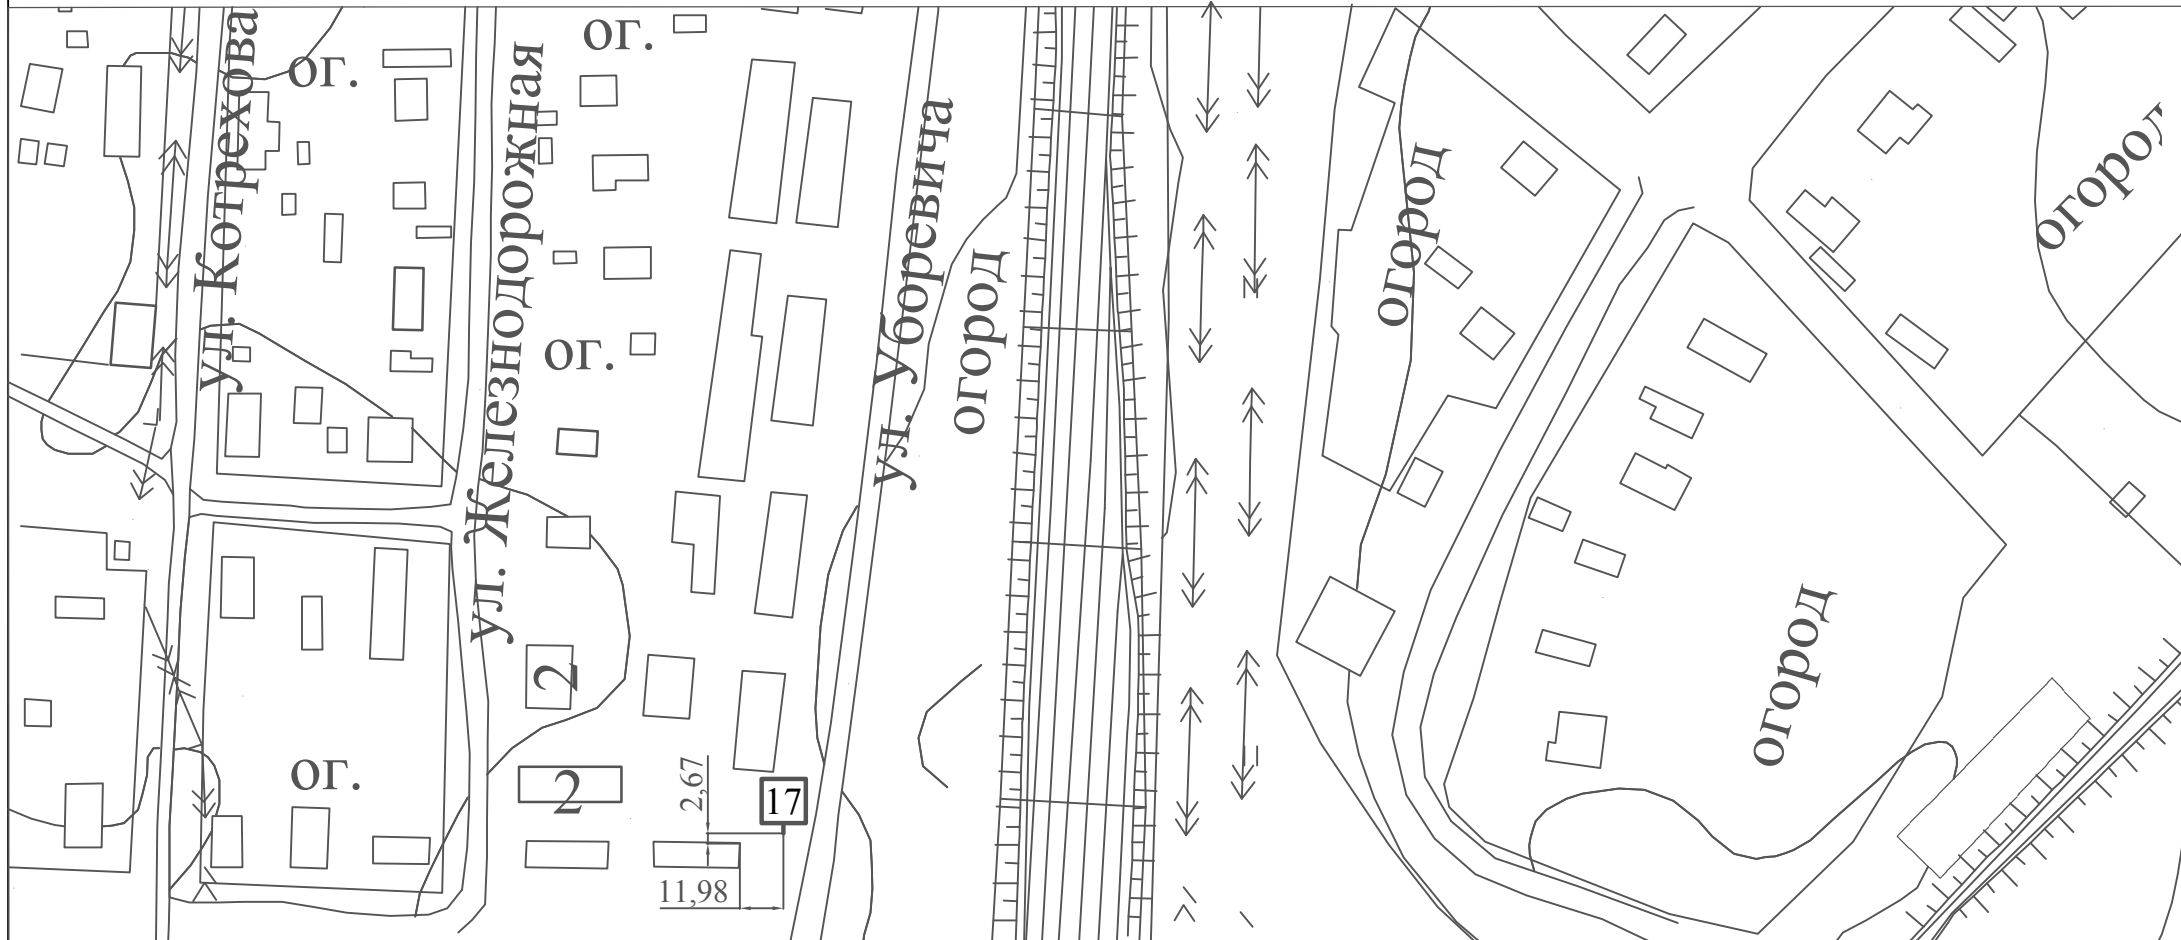 ул. Котрехова
ог.
ул. Железнодорожная
ог.
ог.
ул. Уборевича
огород
огород
огород
огород
ог.
2
2
2,67
17
11,98